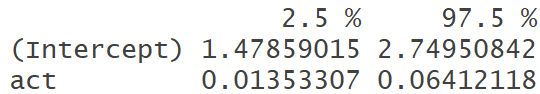 2.5 % 97.5 %
(Intercept) 1.47859015 2.74950842
act 0.01353307 0.06412118